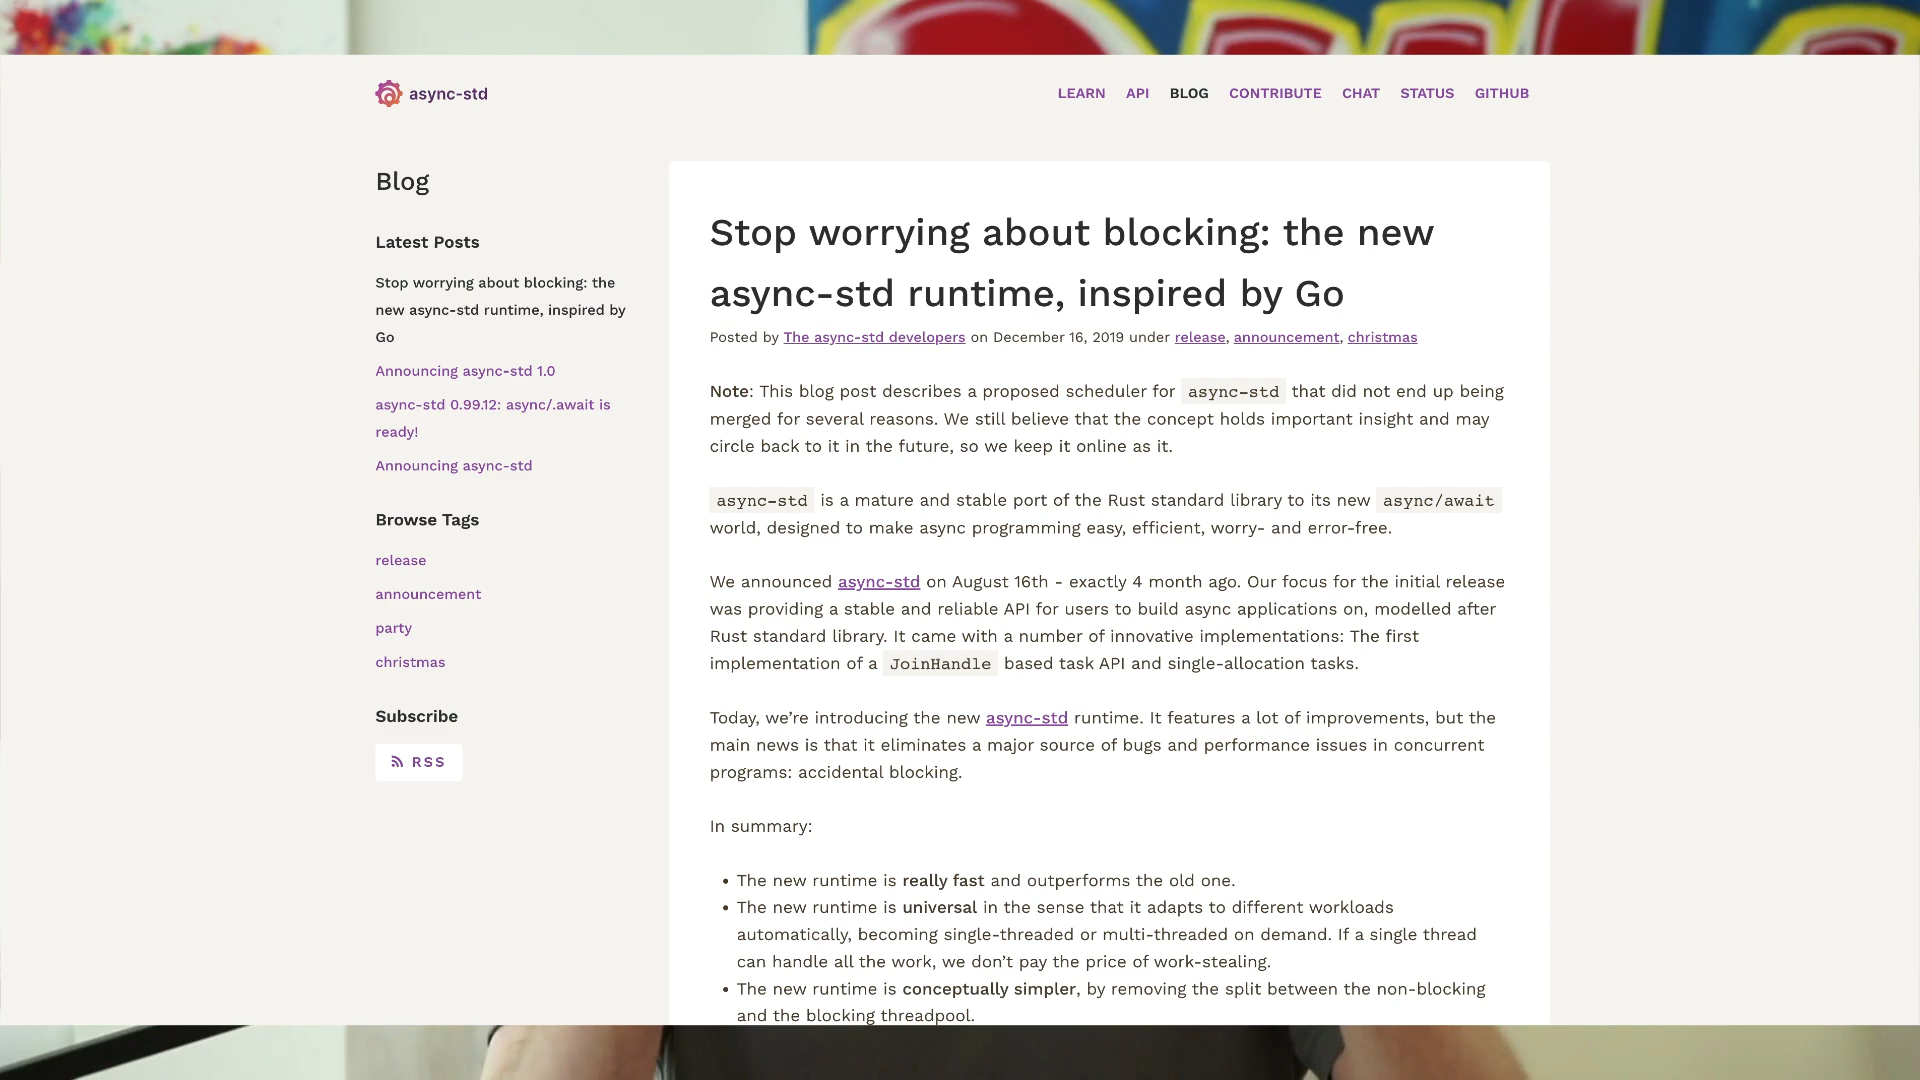 async-std
LEARN API BLOG CONTRIBUTE CHAT STATUS GITHUB
Blog
Latest Posts
Stop worrying about blocking: the
new async-std runtime, inspired by
Go
Announcing async-std 1.0
async-std 0.99.12: async/.await is
ready!
Announcing async-std
Browse Tags
release
announcement
party
christmas
Subscribe
RSS
Stop worrying about blocking: the new
async-std runtime, inspired by Go
Posted by The async-std developers on December 16, 2019 under release, announcement, christmas
Note: This blog post describes a proposed scheduler for async-std that did not end up being
merged for several reasons. We still believe that the concept holds important insight and may
circle back to it in the future, so we keep it online as it.
async-std is a mature and stable port of the Rust standard library to its new async/await
world, designed to make async programming easy, efficient, worry- and error-free.
We announced async-std on August 16th - exactly 4 month ago. Our focus for the initial release
was providing a stable and reliable API for users to build async applications on, modelled after
Rust standard library. It came with a number of innovative implementations: The first
implementation of a JoinHandle based task API and single-allocation tasks.
Today, we’re introducing the new async-std runtime. It features a lot of improvements, but the
main news is that it eliminates a major source of bugs and performance issues in concurrent
programs: accidental blocking.
In summary:
• The new runtime is really fast and outperforms the old one.
• The new runtime is universal in the sense that it adapts to different workloads
automatically, becoming single-threaded or multi-threaded on demand. If a single thread
can handle all the work, we don’t pay the price of work-stealing.
• The new runtime is conceptually simpler, by removing the split between the non-blocking
and the blocking threadpool.